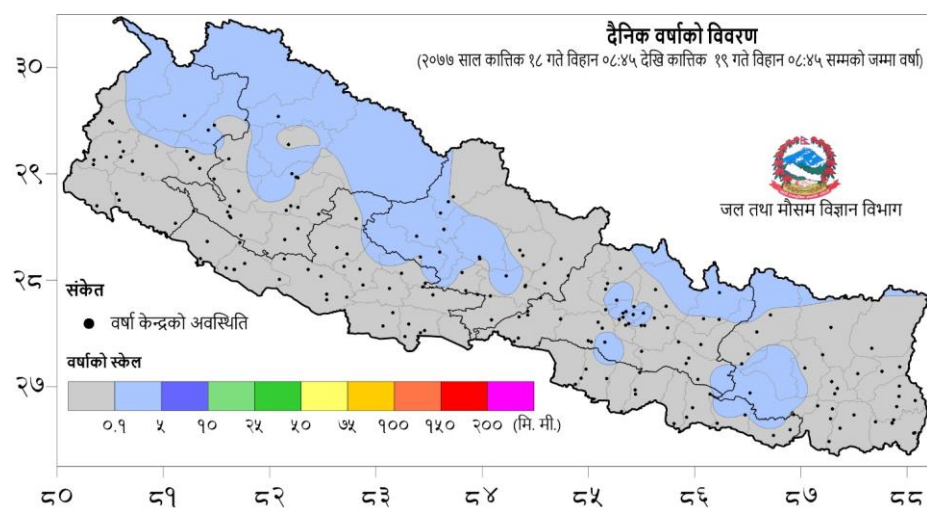 दैनिक वर्षाको विवरण
(२०७७ साल कात्तिक १८ गते विहान ०८:४५ देखि कात्तिक १९ गते विहान ०८:४५ सम्मको जम्मा वर्षा)
३०
२९
२८
२७
जल तथा मौसम विज्ञान विभाग
संकेत
वर्षा केन्द्रको अवस्थिति
वर्षाको स्केल
०.१ ५ १० २५ ५० ७५ १०० १५० २०० (मि. मी.)
८० ८१ ८२ ८३ ८४ ८५ ८६ ८७ ८८